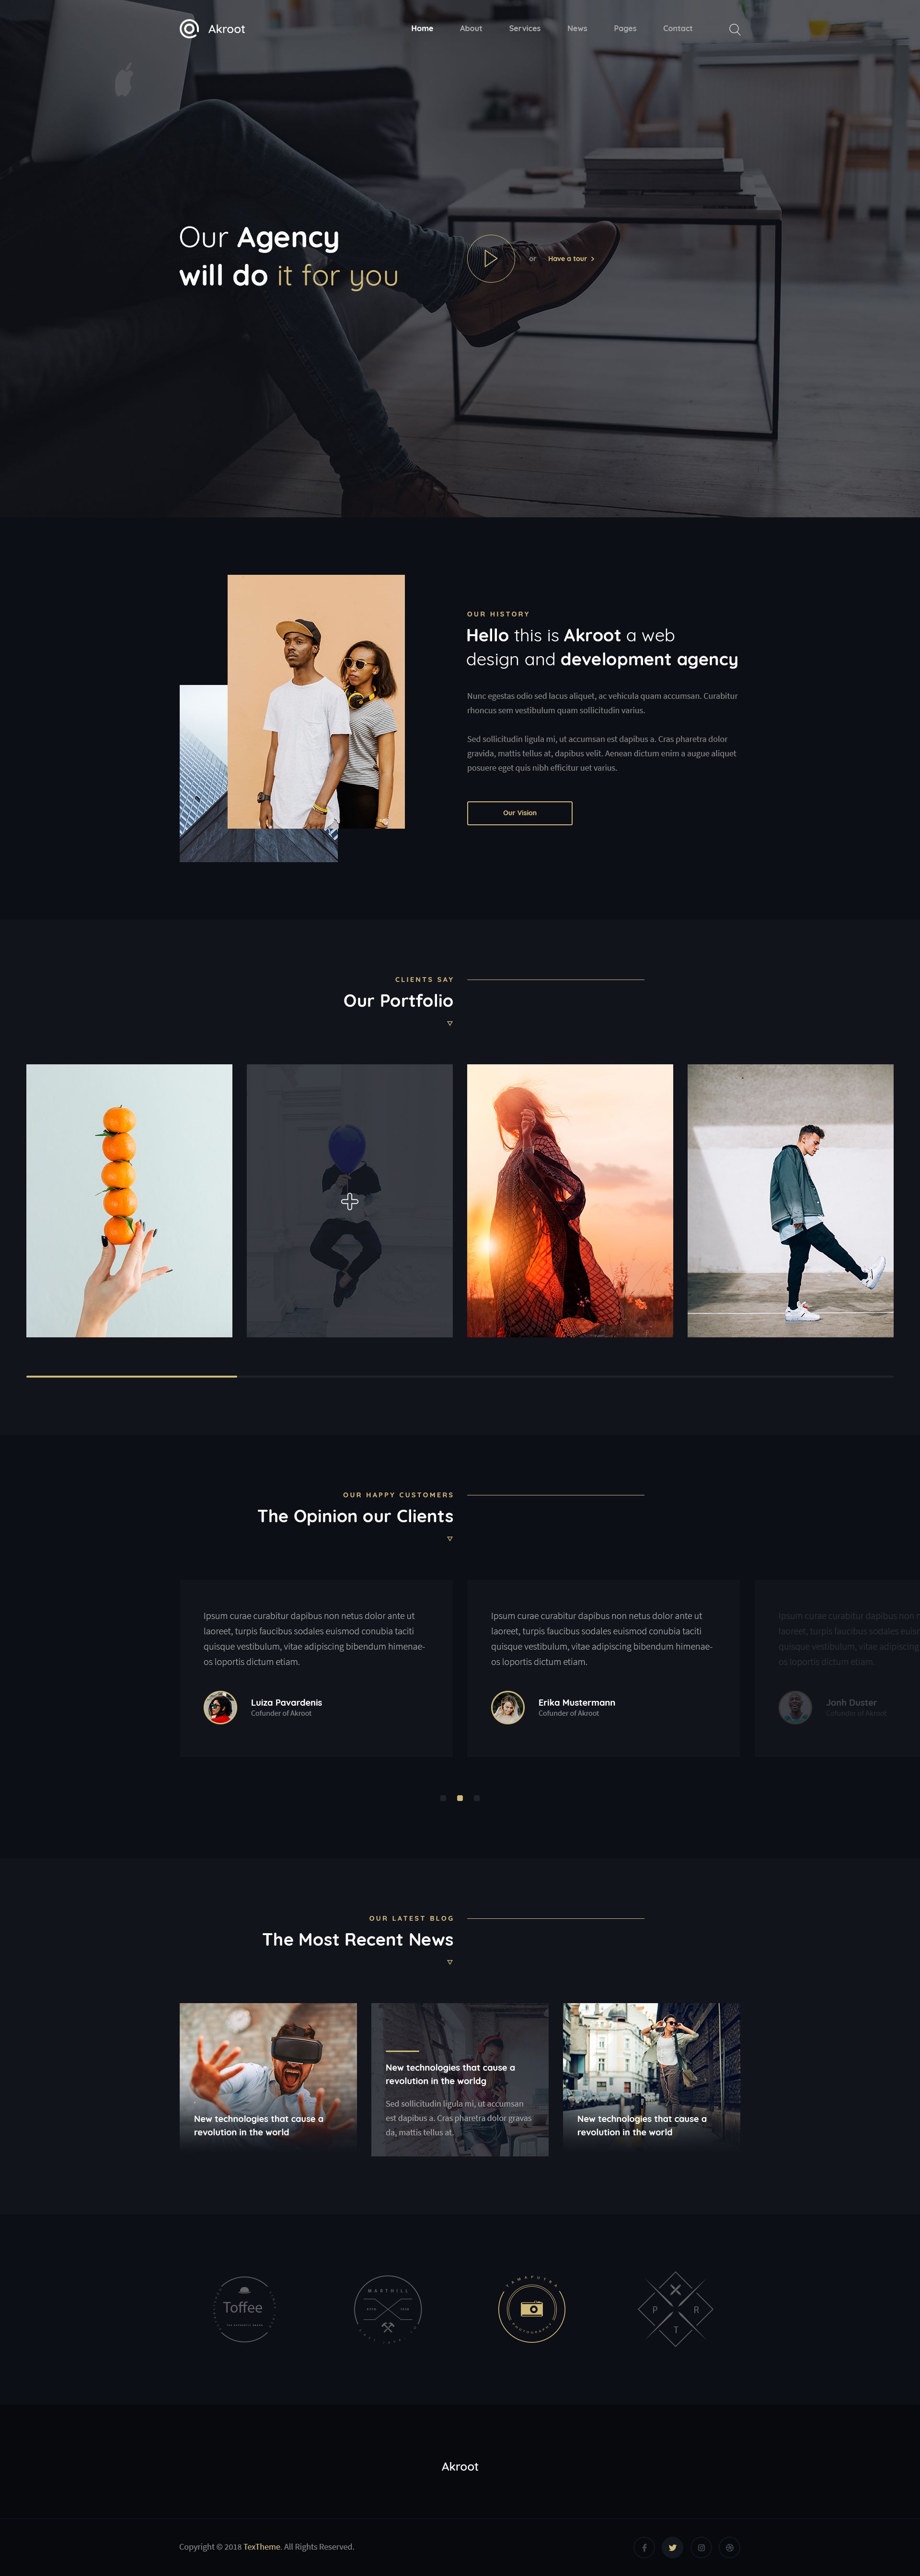 Akroot
Home About Services News Pages Contact
Our Agency
will do it for you
or Have a tour
OUR HISTORY
Hello this is Akroot a web
design and development agency
Nunc egestas odio sed lacus aliquet, ac vehicula quam accumsan. Curabitur
rhoncus sem vestibulum quam sollicitudin varius.
Sed sollicitudin ligula mi, ut accumsan est dapibus a. Cras pharetra dolor
gravida, mattis tellus at, dapibus velit. Aenean dictum enim a augue aliquet
posuere eget quis nibh efficitur uet varius.
Our Vision
CLIENTS SAY
Our Portfolio
OUR HAPPY CUSTOMERS
The Opinion our Clients
Ipsum curae curabitur dapibus non netus dolor ante ut
laoreet, turpis faucibus sodales euismod conubia taciti
quisque vestibulum, vitae adipiscing bibendum himenae-
os loportis dictum etiam.
Luiza Pavardenis
Cofunder of Akroot
Ipsum curae curabitur dapibus non netus dolor ante ut
laoreet, turpis faucibus sodales euismod conubia taciti
quisque vestibulum, vitae adipiscing bibendum himenae-
os loportis dictum etiam.
Erika Mustermann
Cofunder of Akroot
Ipsum curae curabitur dapibus non
laoreet, turpis faucibus sodales
quisque vestibulum, vitae adipiscing
os loportis dictum etiam.
Jonh Duster
Cofunder of Akroot
OUR LATEST BLOG
The Most Recent News
New technologies that cause a
revolution in the world
New technologies that cause a
revolution in the worldg
Sed sollicitudin ligula mi, ut accumsan
est dapibus a. Cras pharetra dolor gravas
da, mattis tellus at.
New technologies that cause a
revolution in the world
Toffee
MARTHILL
PHOTOGRAPHY
P R
T
Akroot
Copyright © 2018 TexTheme. All Rights Reserved.